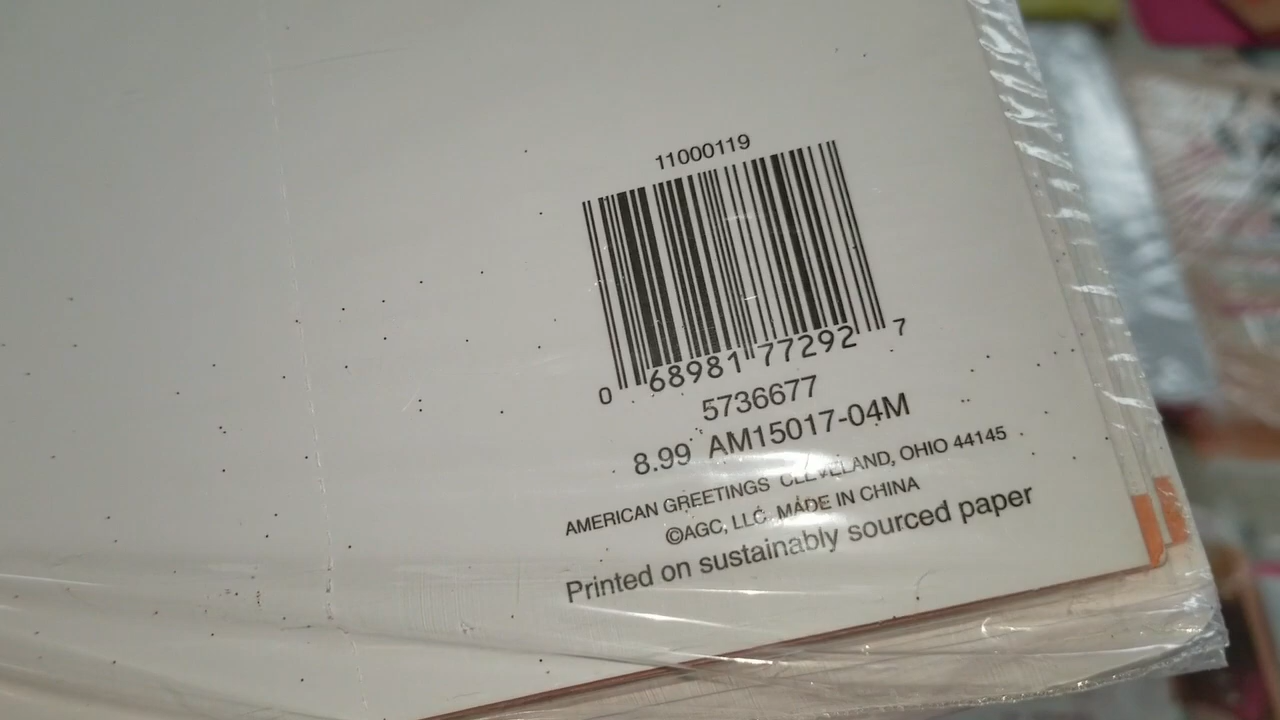 11000119
0 68981 77292 7
5736677
8.99 AM15017-04M
AMERICAN GREETINGS CLEVELAND, OHIO 44145
©AGC, LLC MADE IN CHINA
Printed on sustainably sourced paper